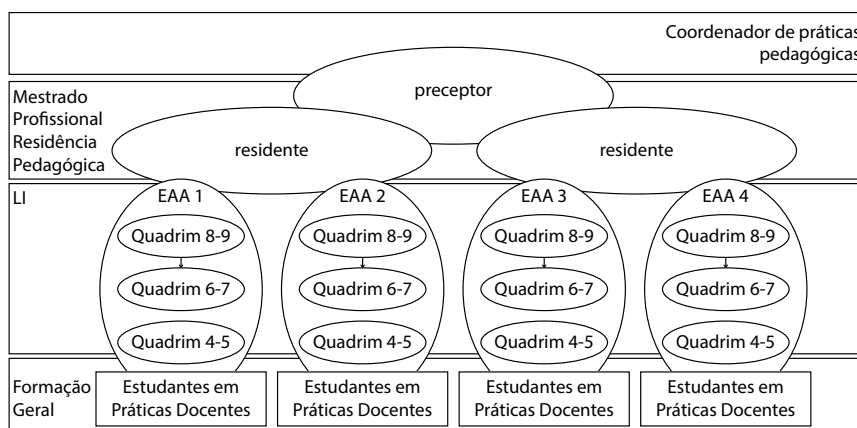 Coordenador de práticas
pedagógicas
preceptor
Mestrado
Profissional
Residência
Pedagógica
residente
residente
LI
EAA 1
EAA 2
EAA 3
EAA 4
Quadrim 8-9
Quadrim 8-9
Quadrim 8-9
Quadrim 8-9
Quadrim 6-7
Quadrim 6-7
Quadrim 6-7
Quadrim 6-7
Quadrim 4-5
Quadrim 4-5
Quadrim 4-5
Quadrim 4-5
Formação
Geral
Estudantes em
Práticas Docentes
Estudantes em
Práticas Docentes
Estudantes em
Práticas Docentes
Estudantes em
Práticas Docentes